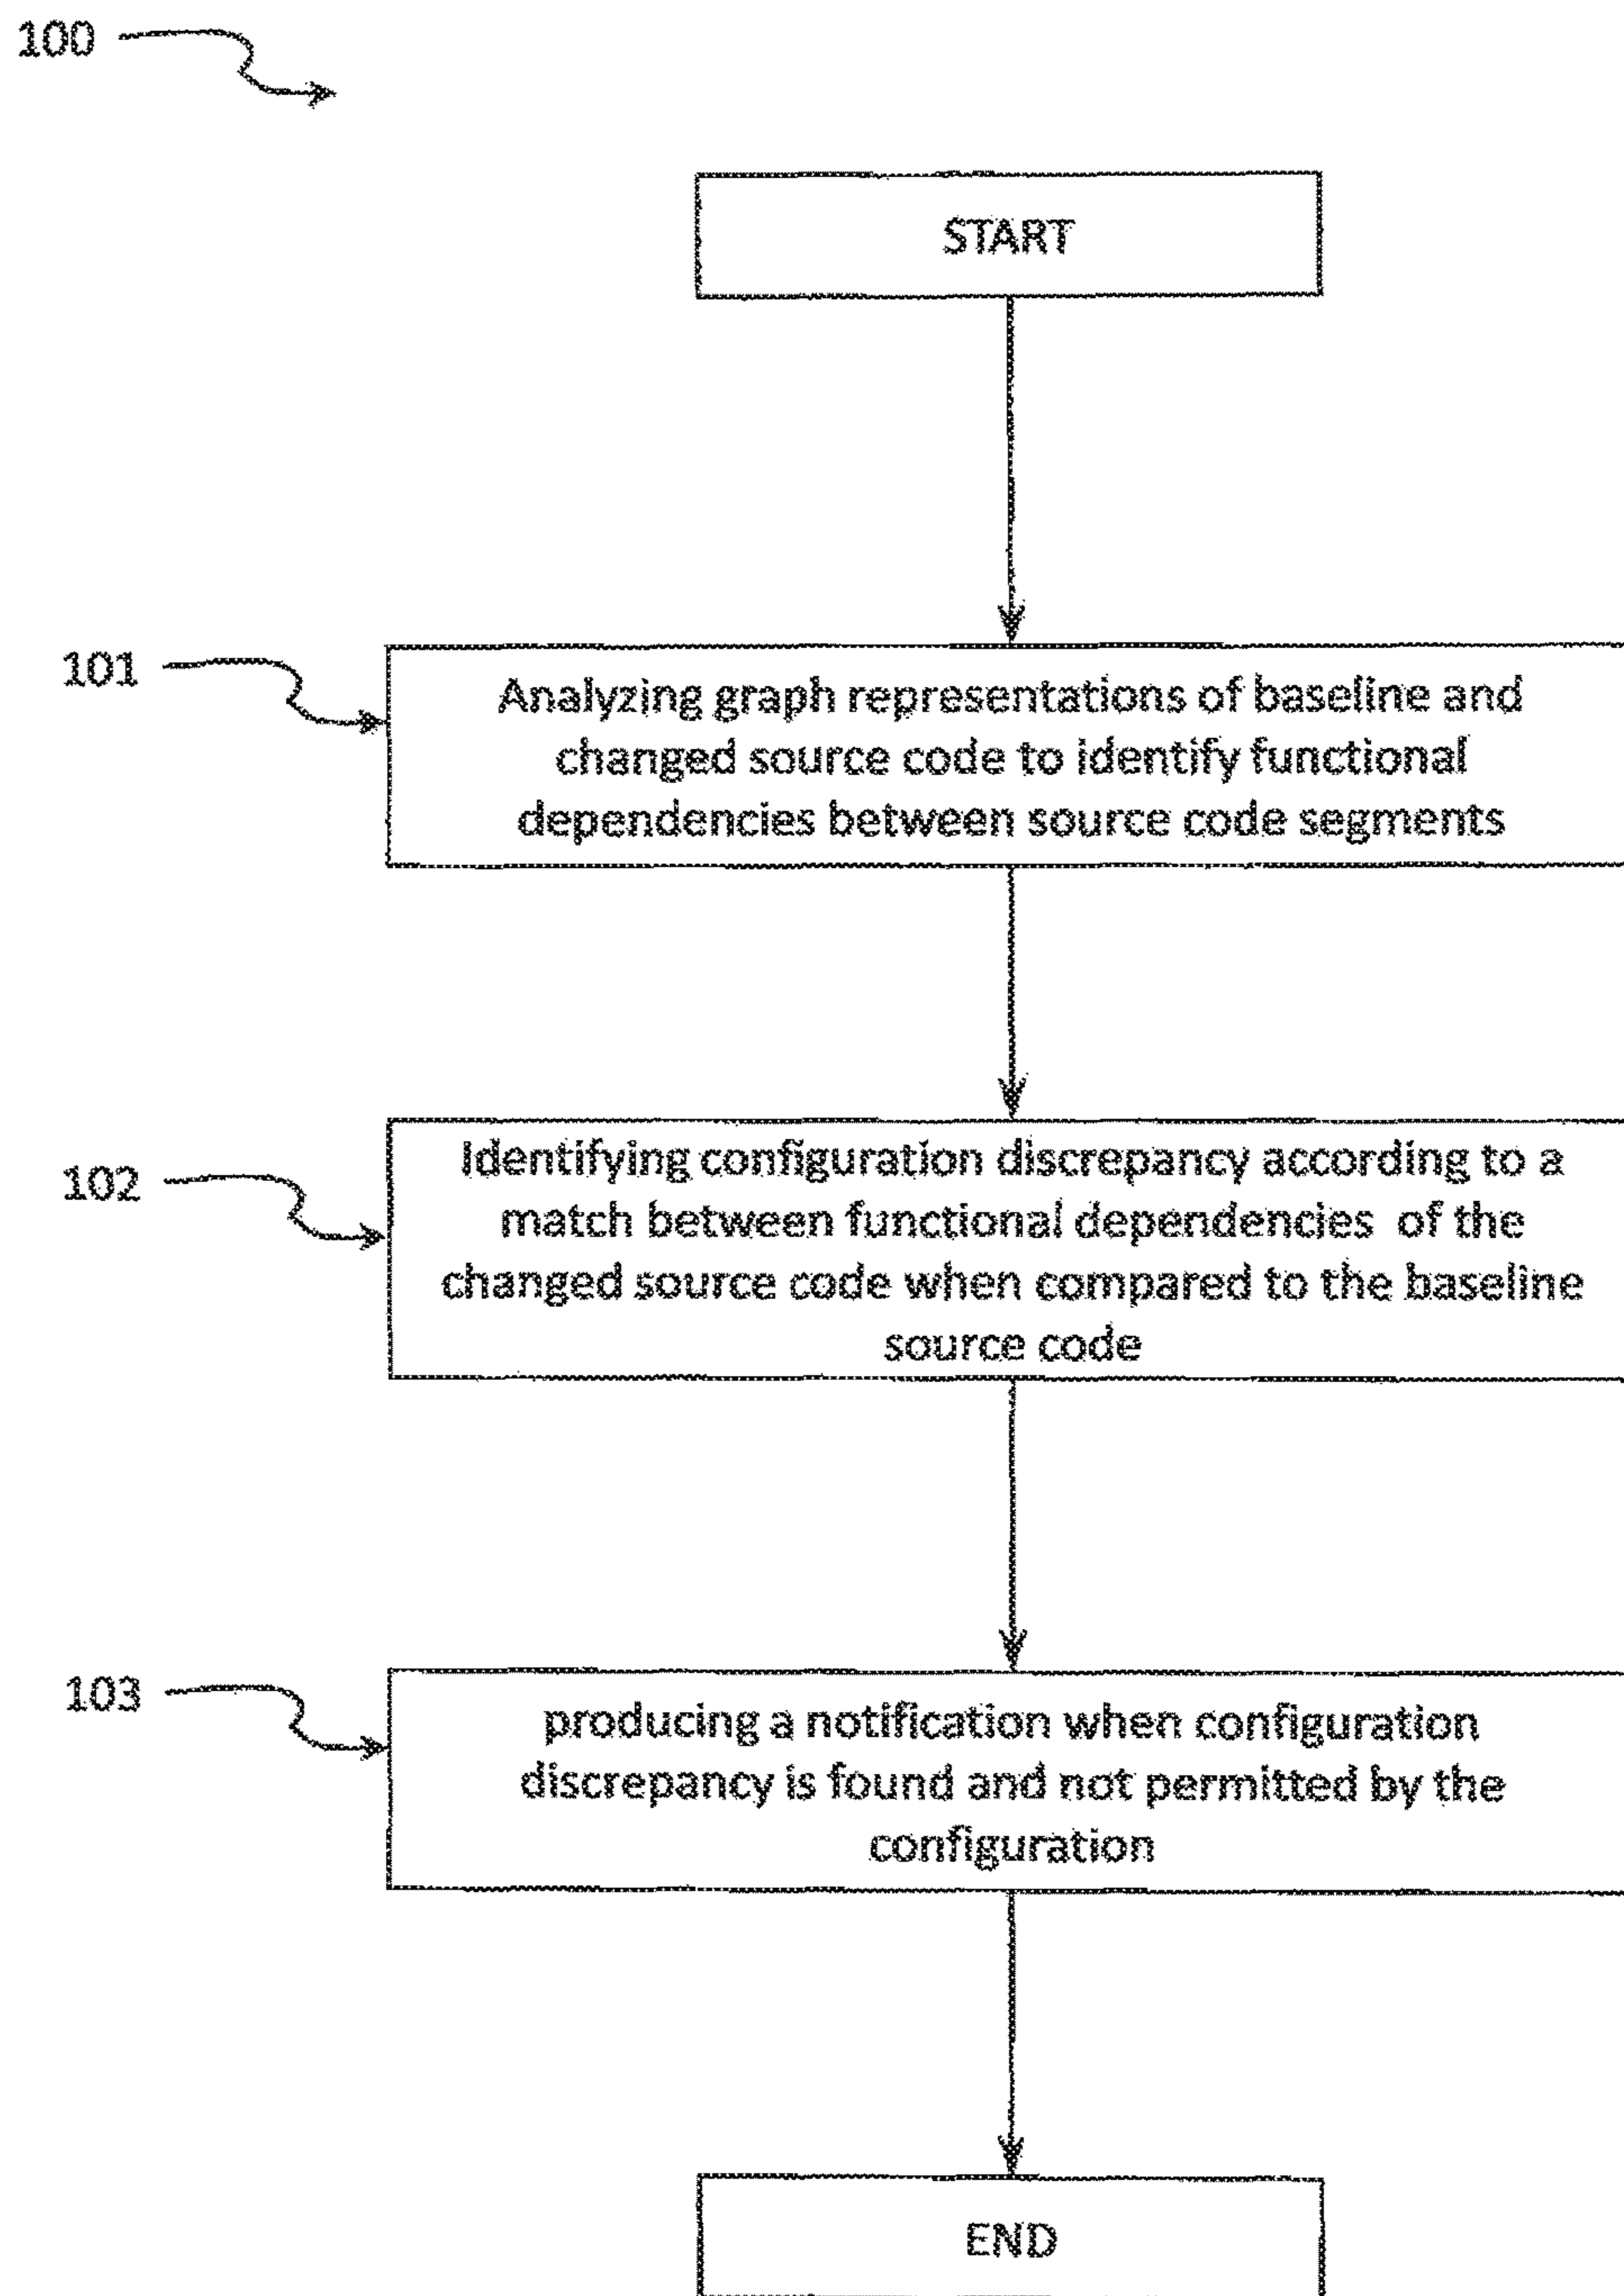 100
START
101
Analyzing graph representations of baseline and
changed source code to identify functional
dependencies between source code segments
102
Identifying configuration discrepancy according to a
match between functional dependencies of the
changed source code when compared to the baseline
source code
103
producing a notification when configuration
discrepancy is found and not permitted by the
configuration
END